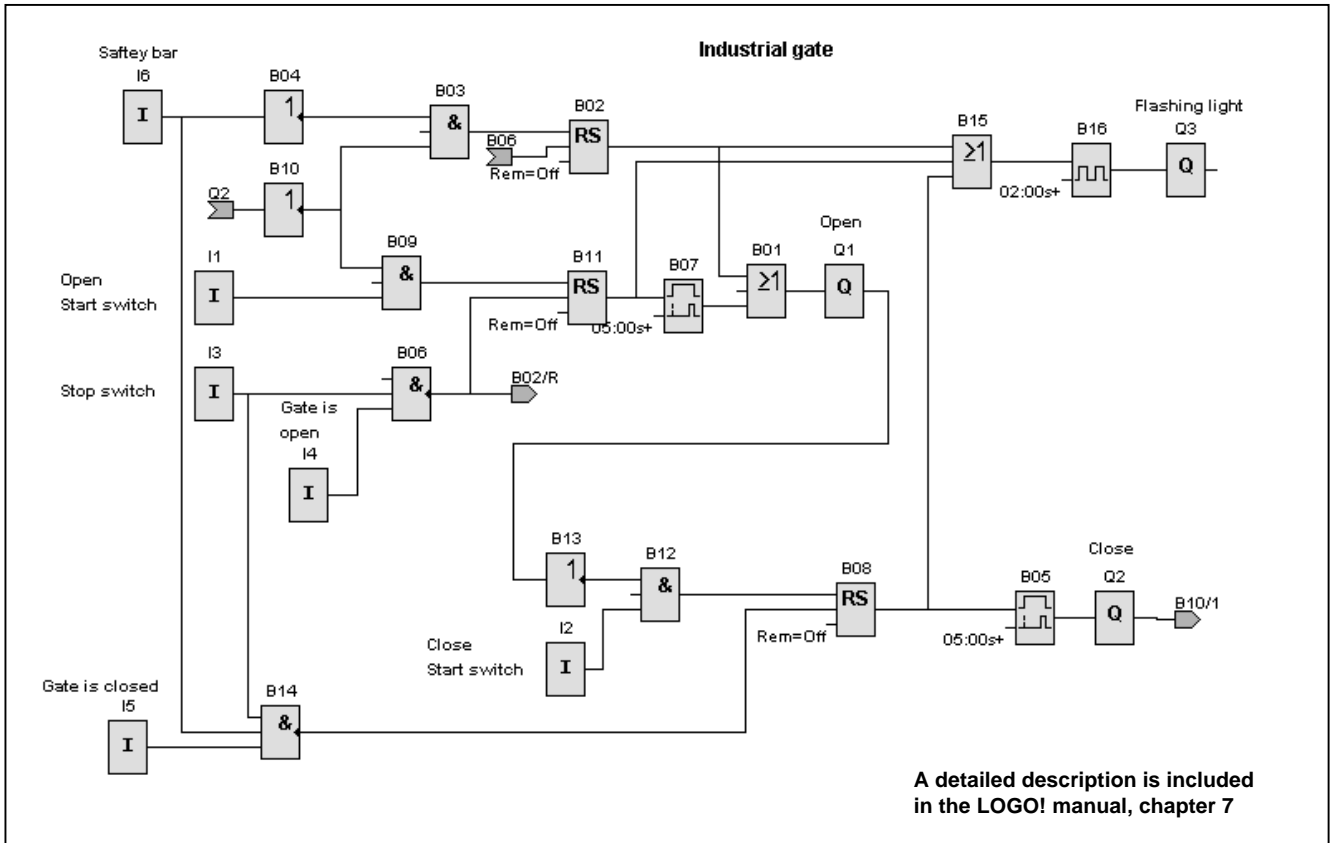 Industrial gate
Saftey bar
I6
I
B04
1
B03
&
B06
B02
RS
Rem=Off
B15
≥1
B16
02:00s+
Flashing light
Q3
Q
Q2
B10
1
Open
Start switch
I1
I
B09
&
B11
RS
Rem=Off
B07
05:00s+
B01
≥1
Open
Q1
Q
Stop switch
I3
I
B06
&
B02/R
Gate is
open
I4
I
B13
1
B12
&
Close
Start switch
I2
I
B08
RS
Rem=Off
B05
05:00s+
Close
Q2
Q
B10/1
Gate is closed
I5
I
B14
&
A detailed description is included
in the LOGO! manual, chapter 7